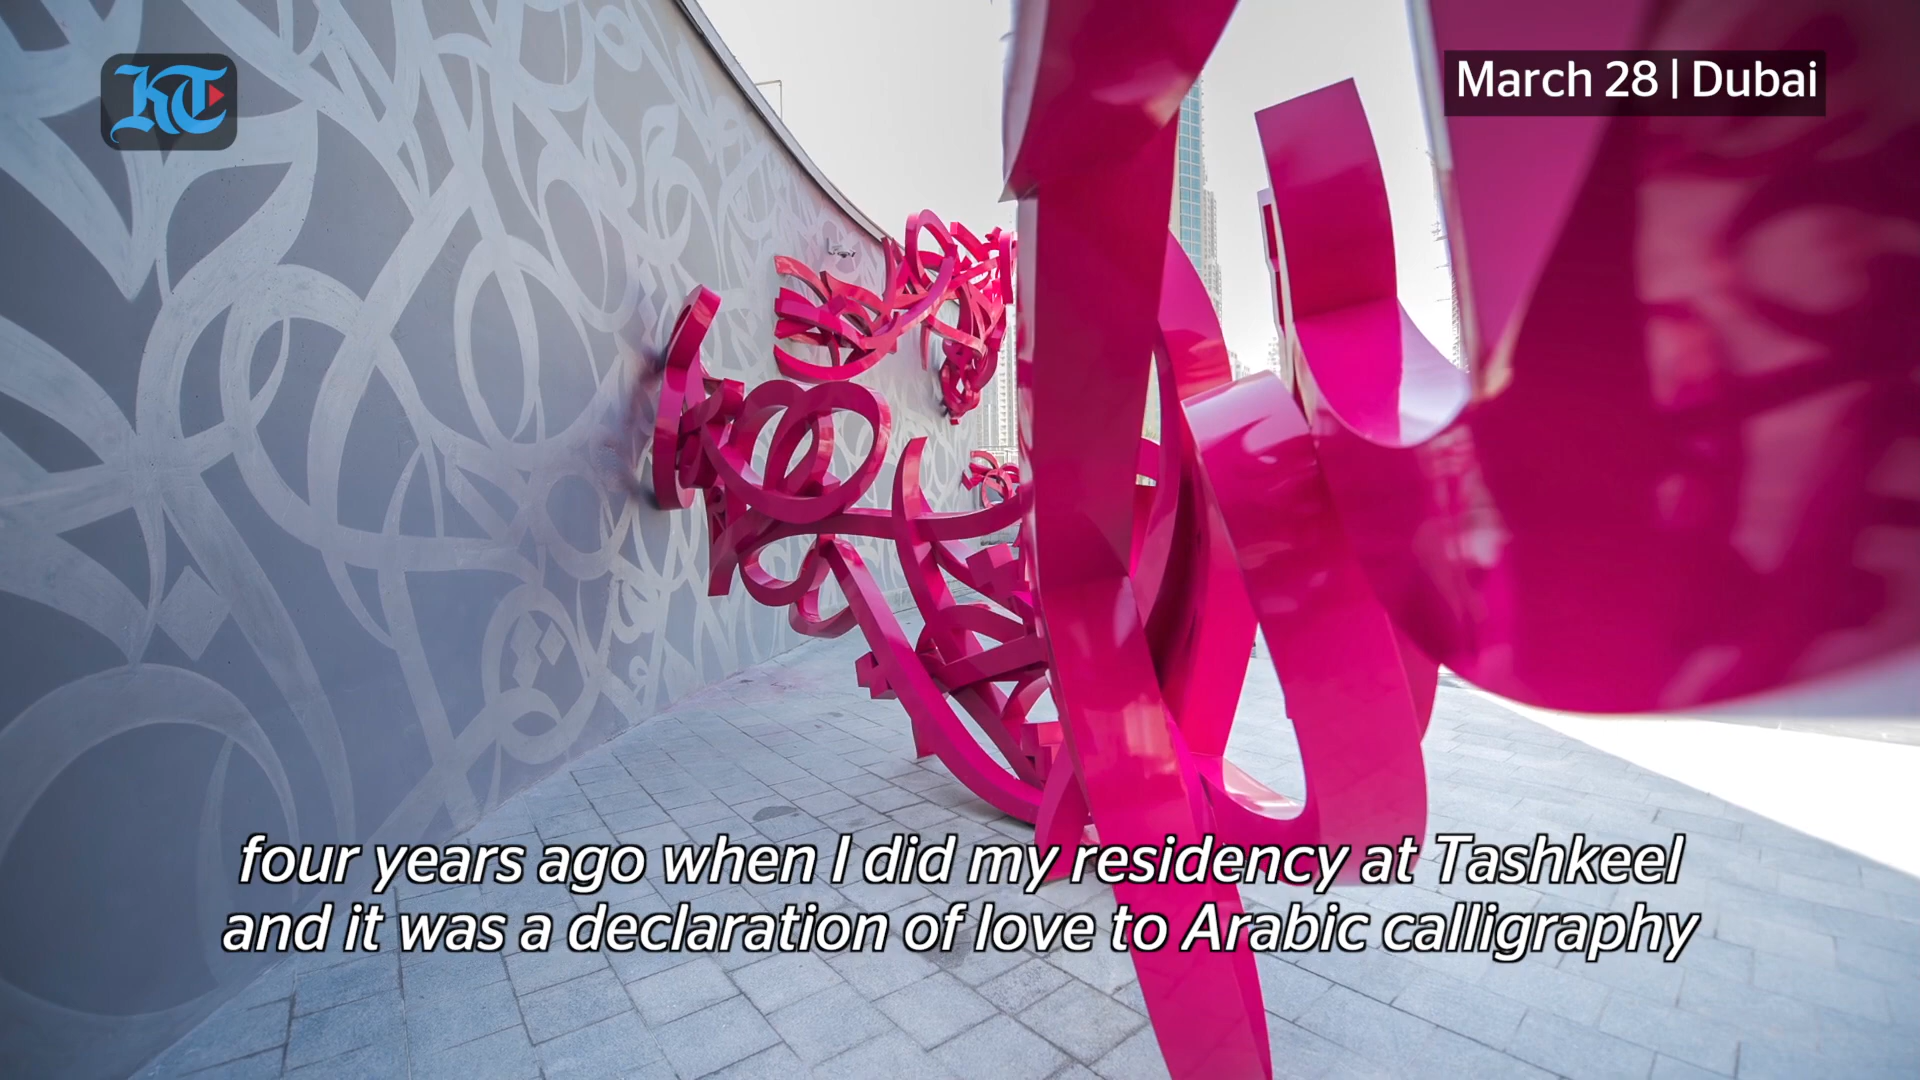 KT
March 28 | Dubai
four years ago when I did my residency at Tashkeel
and it was a declaration of love to Arabic calligraphy